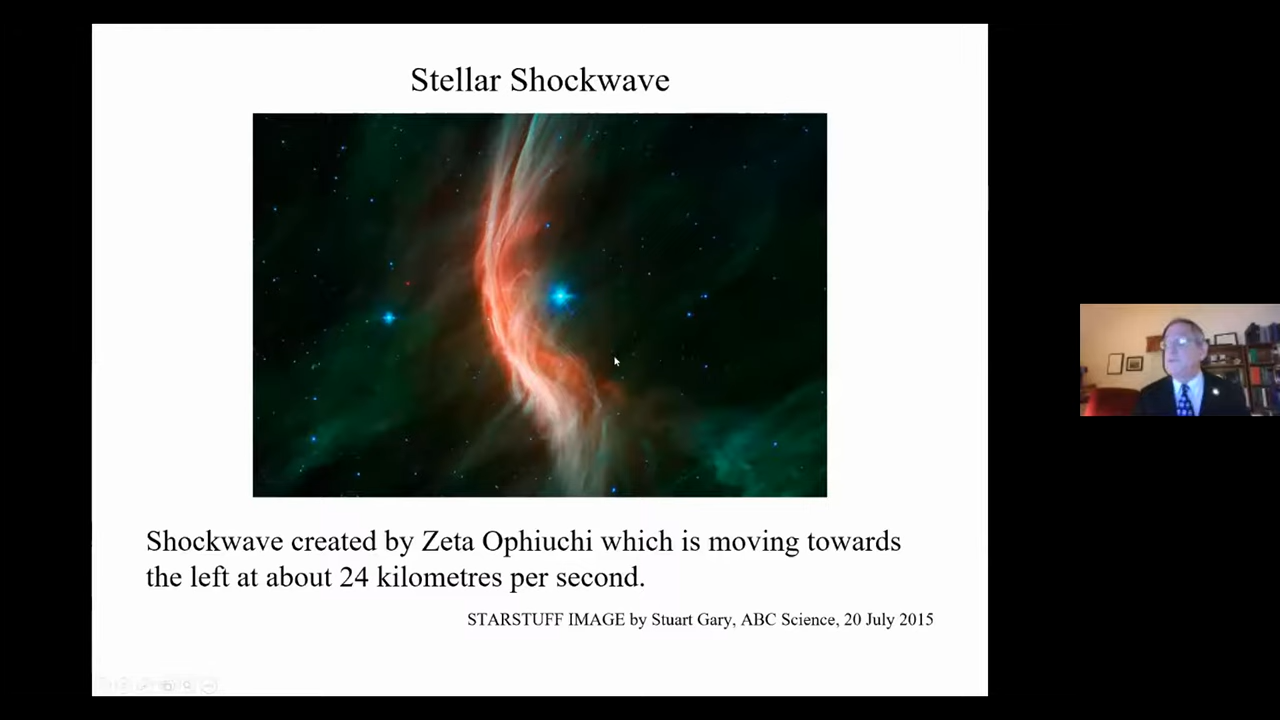 Stellar Shockwave
Shockwave created by Zeta Ophiuchi which is moving towards
the left at about 24 kilometres per second.
STARSTUFF IMAGE by Stuart Gary, ABC Science, 20 July 2015